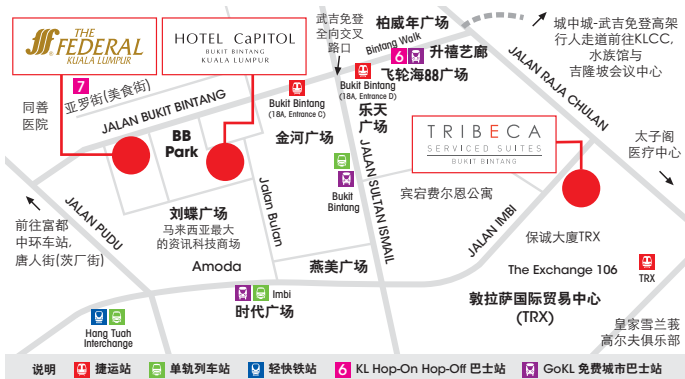 THE
FEDERAL
KUALA LUMPUR
HOTEL CaPITOL
BUKIT BINTANG
KUALA LUMPUR
武吉免登
全向交叉
路口
柏威年广场
Bintang Walk
6
升禧艺廊
飞轮海88广场
城中城-武吉免登高架
行人走道前往KLCC,
水族馆与
吉隆坡会议中心
JALAN RAJA CHULAN
7
亚罗街(美食街)
同善
医院
JALAN BUKIT BINTANG
BB
Park
Bukit Bintang
(18A, Entrance C)
金河广场
Bukit Bintang
(18A, Entrance D)
乐天
广场
TRIBECA
SERVICED SUITES
BUKIT BINTANG
太子阁
医疗中心
Bukit
Bintang
JALAN SULTAN ISMAIL
宾宕费尔恩公寓
JALAN IMBI
保诚大厦TRX
The Exchange 106
TRX
敦拉萨国际贸易中心
(TRX)
皇家雪兰莪
高尔夫俱乐部
JALAN PUDU
前往富都
中环车站,
唐人街(茨厂街)
刘蝶广场
马来西亚最大
的资讯科技商场
Jalan Bulan
Amoda
燕美广场
Imbi
时代广场
Hang Tuah
Interchange
说明 捷运站 单轨列车站 轻快铁站 6 KL Hop-On Hop-Off 巴士站 GoKL 免费城市巴士站